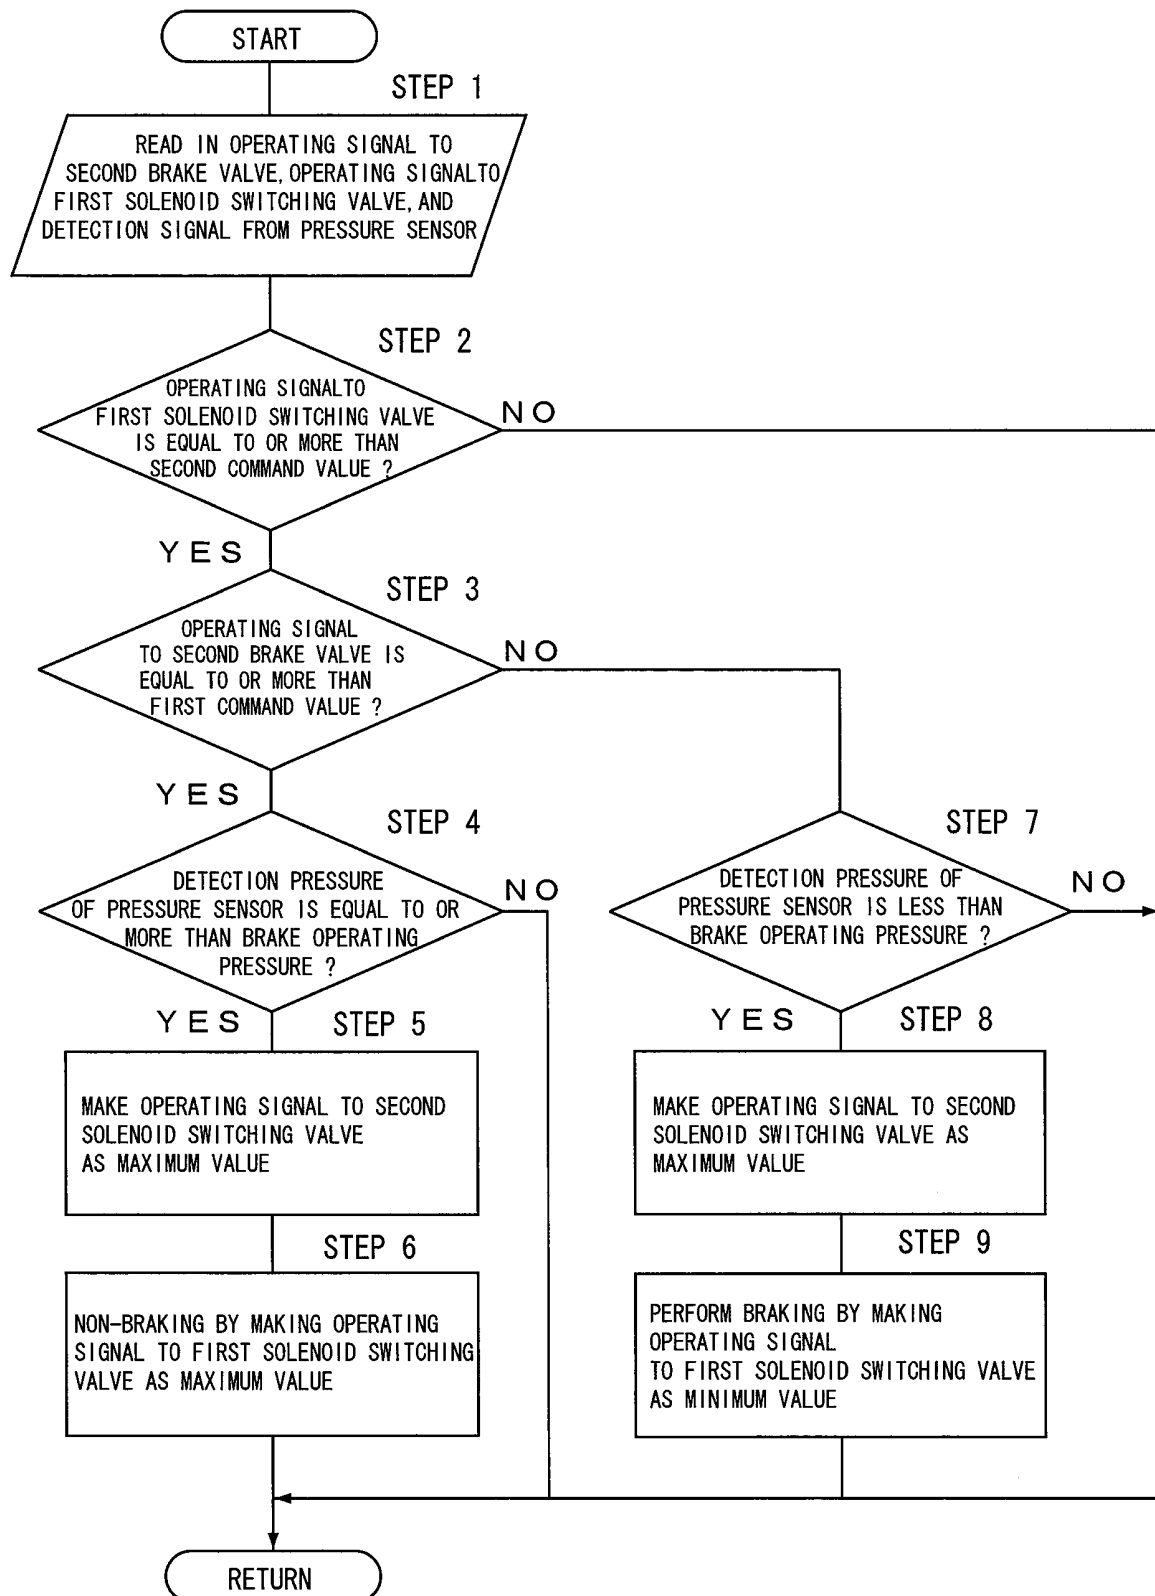 START
STEP 1
READ IN OPERATING SIGNAL TO
SECOND BRAKE VALVE, OPERATING SIGNALTO
FIRST SOLENOID SWITCHING VALVE, AND
DETECTION SIGNAL FROM PRESSURE SENSOR
STEP 2
OPERATING SIGNALTO
FIRST SOLENOID SWITCHING VALVE
IS EQUAL TO OR MORE THAN
SECOND COMMAND VALUE ?
NO
YES
STEP 3
OPERATING SIGNAL
TO SECOND BRAKE VALVE IS
EQUAL TO OR MORE THAN
FIRST COMMAND VALUE ?
NO
YES
STEP 4
DETECTION PRESSURE
OF PRESSURE SENSOR IS EQUAL TO OR
MORE THAN BRAKE OPERATING
PRESSURE ?
NO
YES
STEP 7
DETECTION PRESSURE OF
PRESSURE SENSOR IS LESS THAN
BRAKE OPERATING PRESSURE ?
NO
YES
STEP 5
MAKE OPERATING SIGNAL TO SECOND
SOLENOID SWITCHING VALVE
AS MAXIMUM VALUE
STEP 8
MAKE OPERATING SIGNAL TO SECOND
SOLENOID SWITCHING VALVE AS
MAXIMUM VALUE
STEP 6
NON-BRAKING BY MAKING OPERATING
SIGNAL TO FIRST SOLENOID SWITCHING
VALVE AS MAXIMUM VALUE
STEP 9
PERFORM BRAKING BY MAKING
OPERATING SIGNAL
TO FIRST SOLENOID SWITCHING VALVE
AS MINIMUM VALUE
RETURN